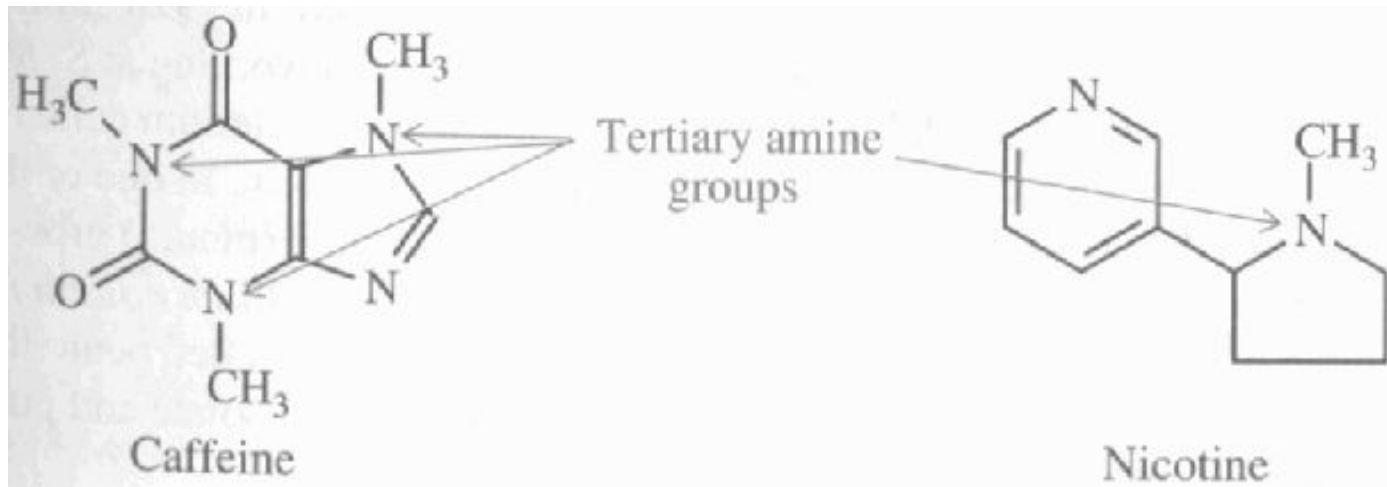 O
CH3
H3C
N
N
Tertiary amine
groups
O
N
N
CH3
Caffeine
N
CH3
N
Nicotine